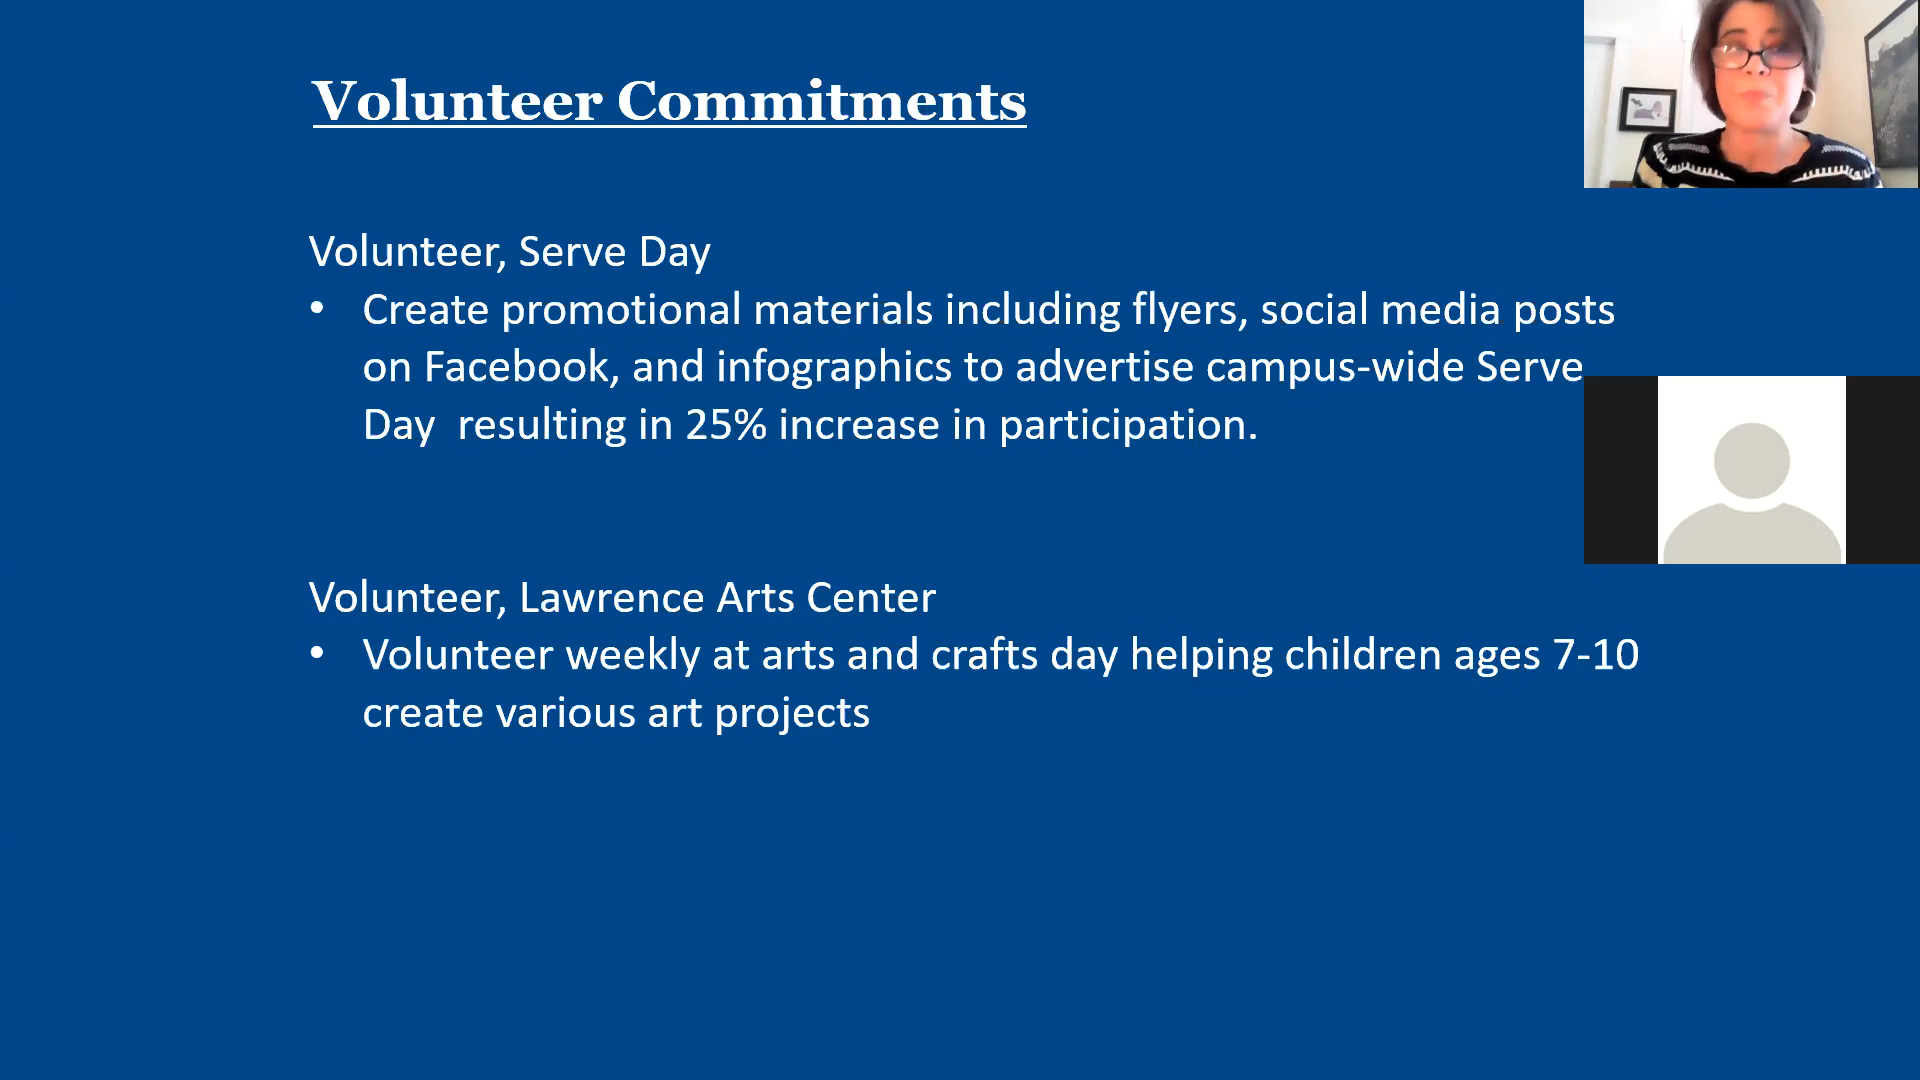 Volunteer Commitments
Volunteer, Serve Day
• Create promotional materials including flyers, social media posts
on Facebook, and infographics to advertise campus-wide Serve
Day  resulting in 25% increase in participation.
Volunteer, Lawrence Arts Center
• Volunteer weekly at arts and crafts day helping children ages 7-10
create various art projects